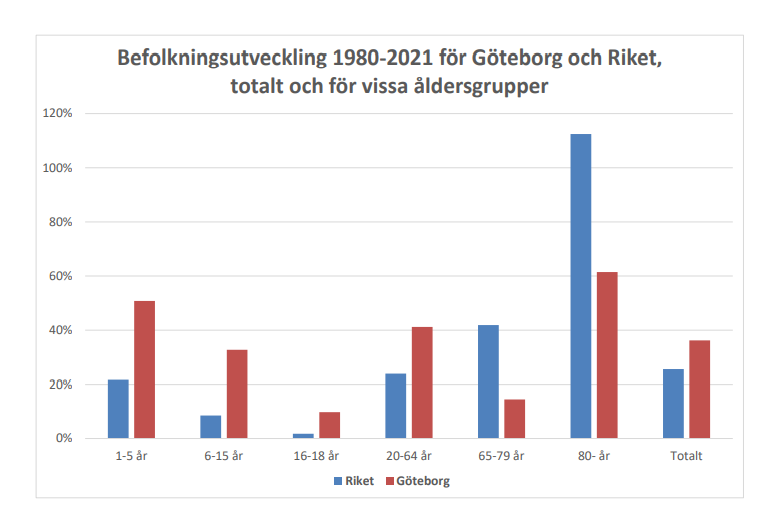 Befolkningsutveckling 1980-2021 för Göteborg och Riket,
totalt och för vissa åldersgrupper
120%
100%
80%
60%
40%
20%
0%
1-5 år 6-15 år 16-18 år 20-64 år 65-79 år 80- år Totalt
Riket Göteborg